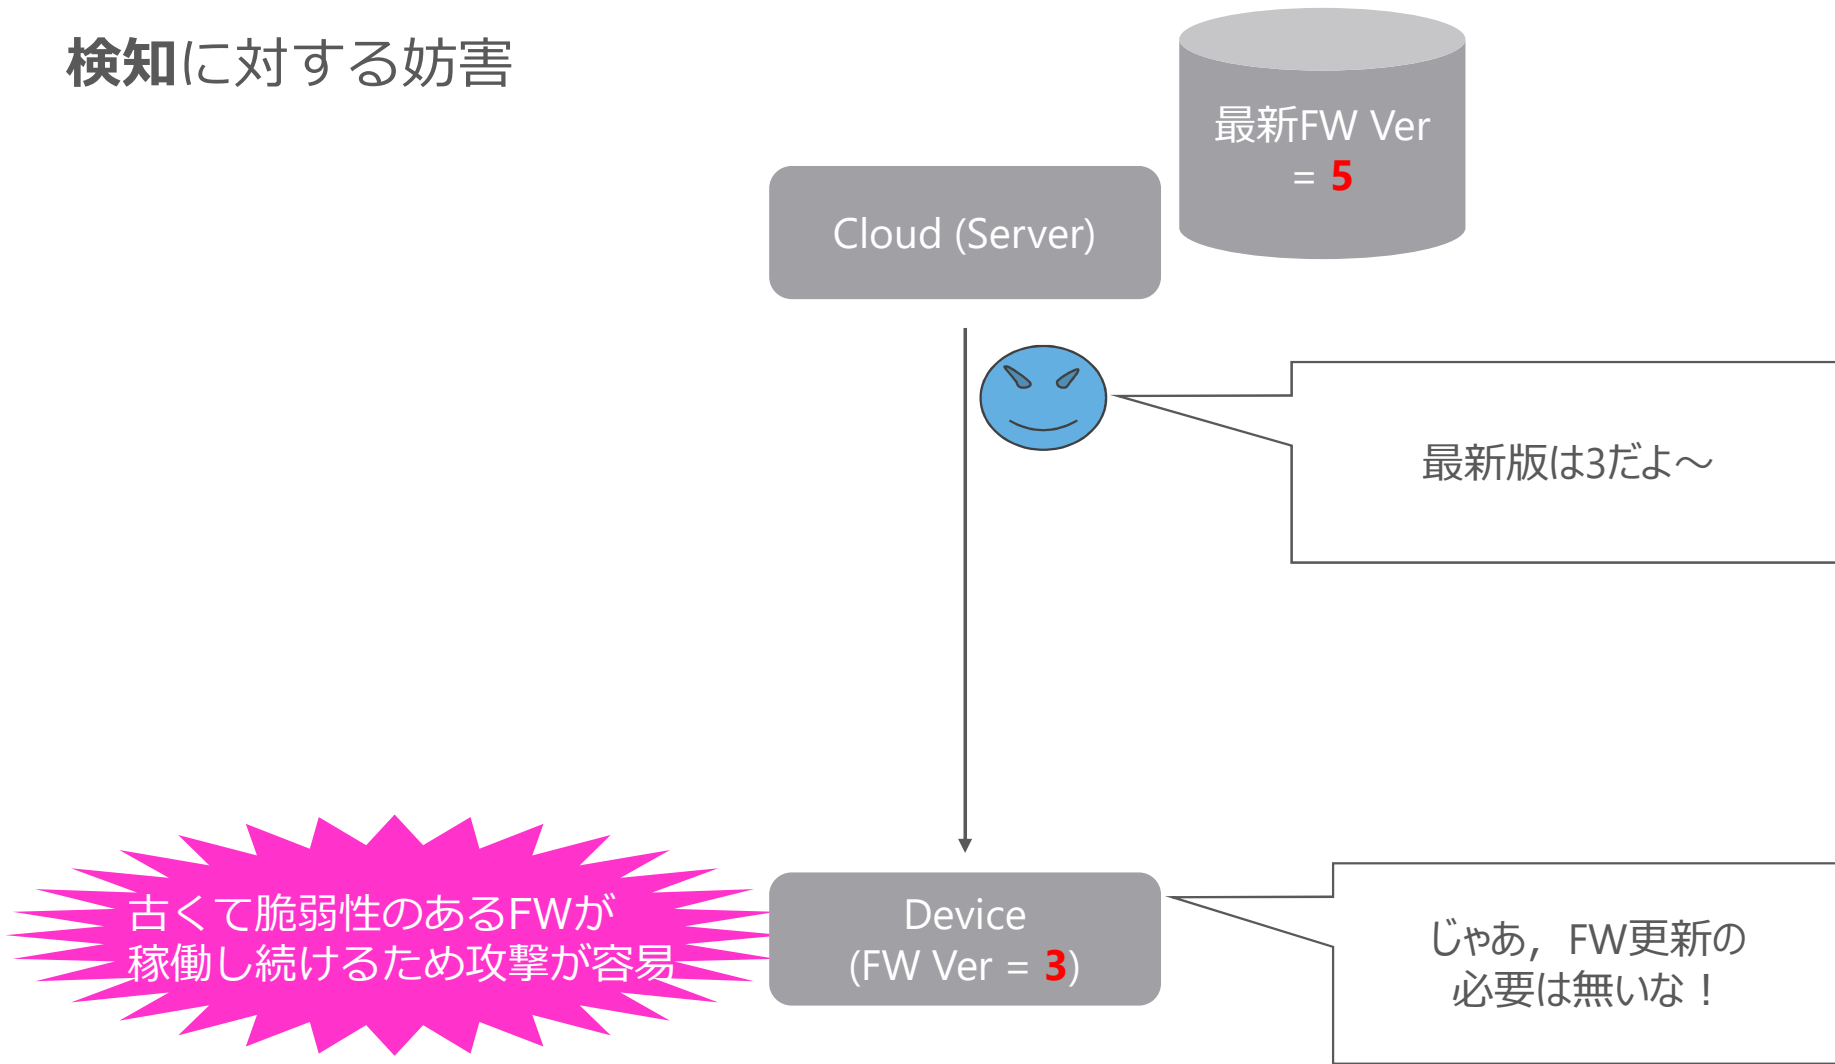 検知に対する妨害
最新FW Ver
= 5
Cloud (Server)
最新版は3だよ～
古くて脆弱性のあるFWが
稼働し続けるため攻撃が容易
Device
(FW Ver = 3)
じゃあ，FW更新の
必要は無いな！